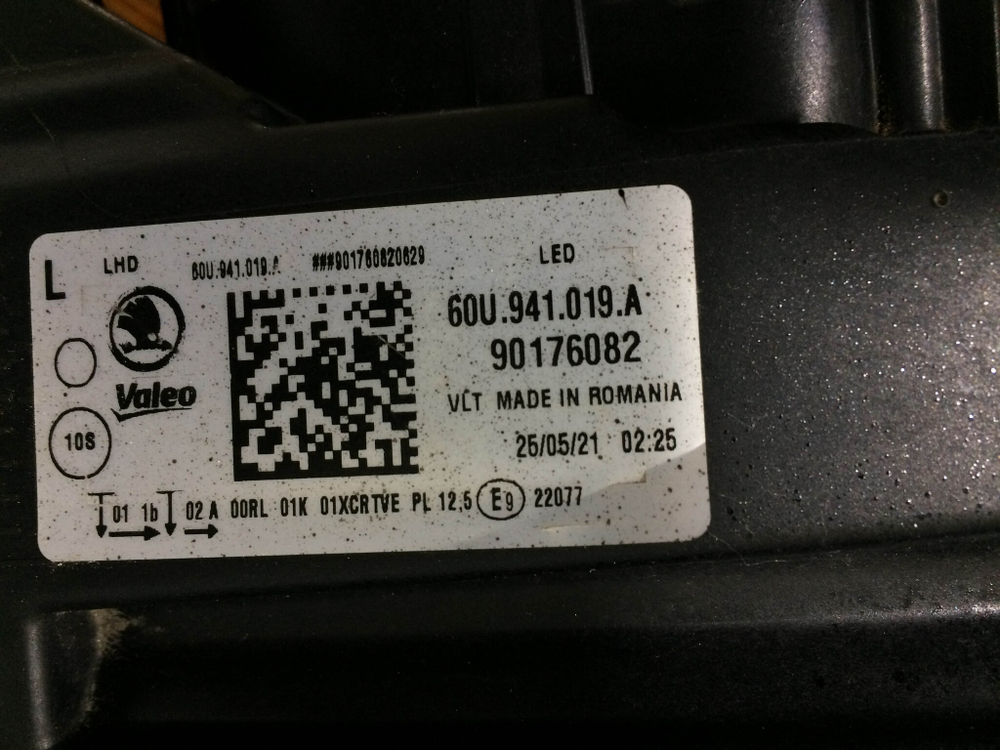 L LHD 60U.941.019.A ###901760820629 LED
60U.941.019.A
90176082
Valeo
VLT MADE IN ROMANIA
10S
25/05/21 02:25
01 1b 02 A 00RL 01K 01XCRTVE PL 12,5 E9 22077